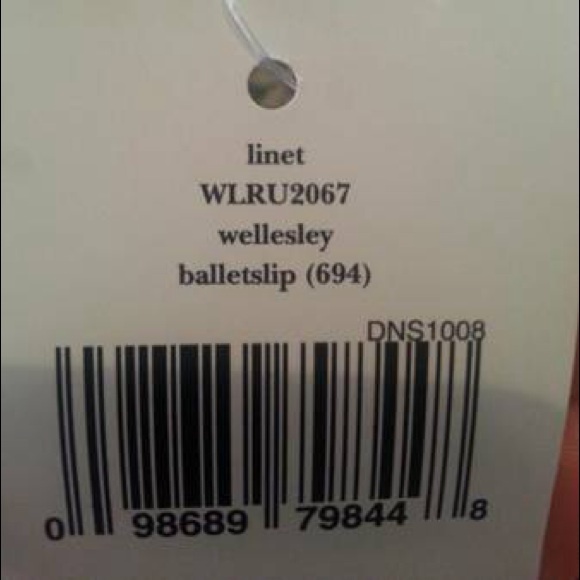 linet
WLRU2067
wellesley
balletslip (694)
DNS1008
0 98689 79844 8